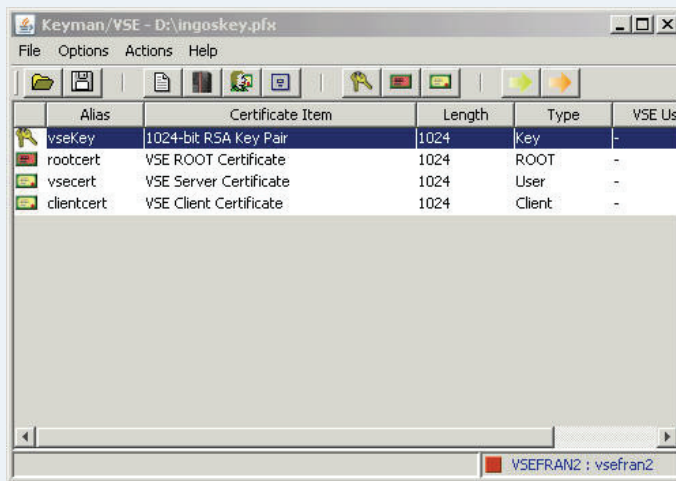 Keyman/VSE - D:\ingoskey.pfx
File Options Actions Help
Alias Certificate Item Length Type VSE Us
vseKey 1024-bit RSA Key Pair 1024 Key -
rootcert VSE ROOT Certificate 1024 ROOT -
vsecert VSE Server Certificate 1024 User -
clientcert VSE Client Certificate 1024 Client -
VSEFRAN2 : vsefran2